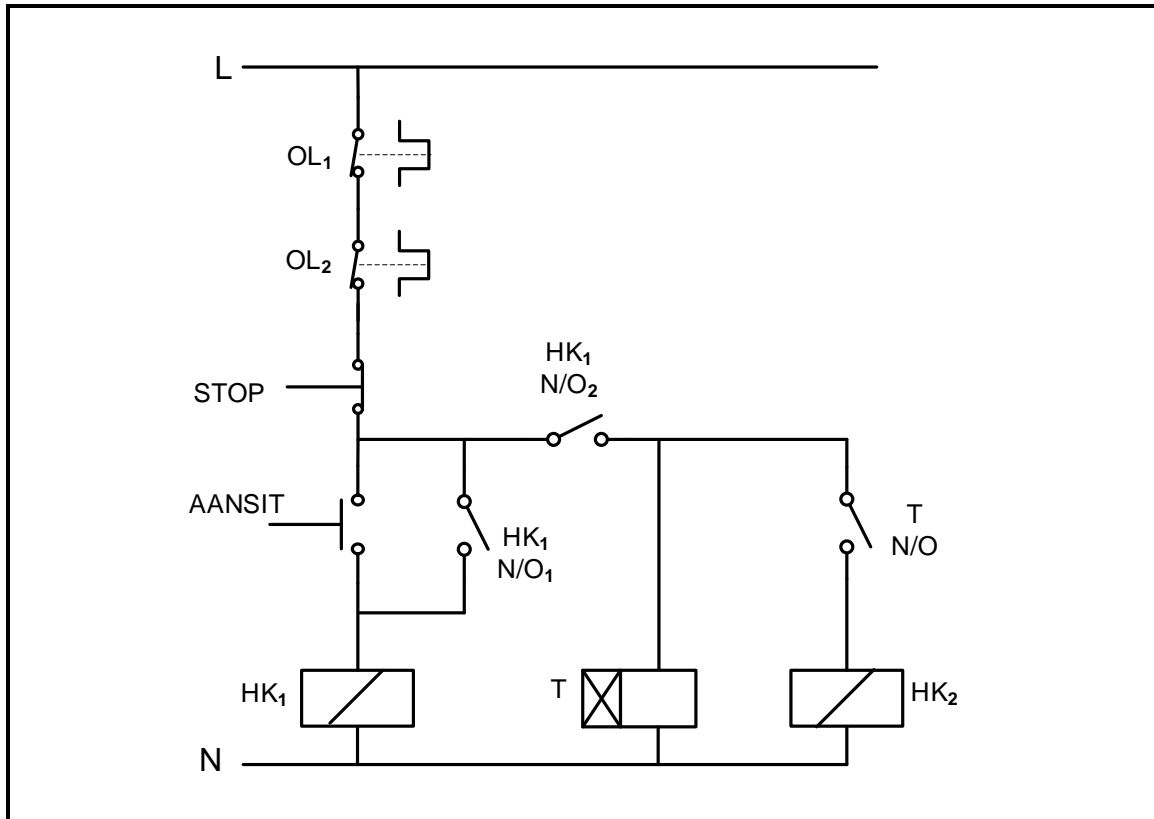 L
OL₁
OL₂
STOP
HK₁
N/O₂
AANSIT
HK₁
N/O₁
T
N/O
HK₁
T
HK₂
N